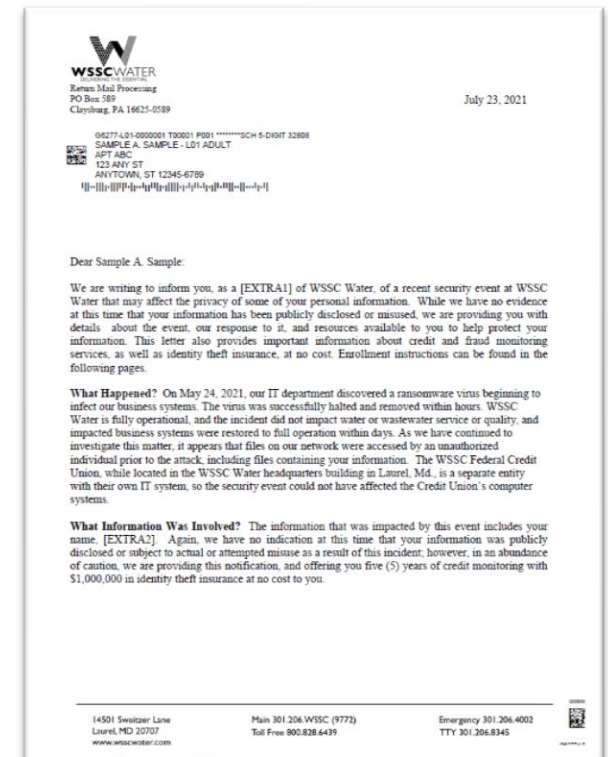 WSSCWATER
DELIVERING THE ESSENTIAL
Return Mail Processing
PO Box 589
Claysburg, PA 16625-0589
July 23, 2021
G6277-L01-0000001 T00001 P001 ********SCH 5-DIGIT 32808
SAMPLE A. SAMPLE - L01 ADULT
APT ABC
123 ANY ST
ANYTOWN, ST 12345-6789
Dear Sample A. Sample:
We are writing to inform you, as a [EXTRA1] of WSSC Water, of a recent security event at WSSC
Water that may affect the privacy of some of your personal information. While we have no evidence
at this time that your information has been publicly disclosed or misused, we are providing you with
details about the event, our response to it, and resources available to you to help protect your
information. This letter also provides important information about credit and fraud monitoring
services, as well as identity theft insurance, at no cost. Enrollment instructions can be found in the
following pages.
What Happened? On May 24, 2021, our IT department discovered a ransomware virus beginning to
infect our business systems. The virus was successfully halted and removed within hours. WSSC
Water is fully operational, and the incident did not impact water or wastewater service or quality, and
impacted business systems were restored to full operation within days. As we have continued to
investigate this matter, it appears that files on our network were accessed by an unauthorized
individual prior to the attack, including files containing your information. The WSSC Federal Credit
Union, while located in the WSSC Water headquarters building in Laurel, Md., is a separate entity
with their own IT system, so the security event could not have affected the Credit Union's computer
systems.
What Information Was Involved? The information that was impacted by this event includes your
name, [EXTRA2]. Again, we have no indication at this time that your information was publicly
disclosed or subject to actual or attempted misuse as a result of this incident; however, in an abundance
of caution, we are providing this notification, and offering you five (5) years of credit monitoring with
$1,000,000 in identity theft insurance at no cost to you.
14501 Sweitzer Lane
Laurel, MD 20707
www.wsscwater.com
Main 301.206.WSSC (9772)
Toll Free 800.828.6439
Emergency 301.206.4002
TTY 301.206.8345